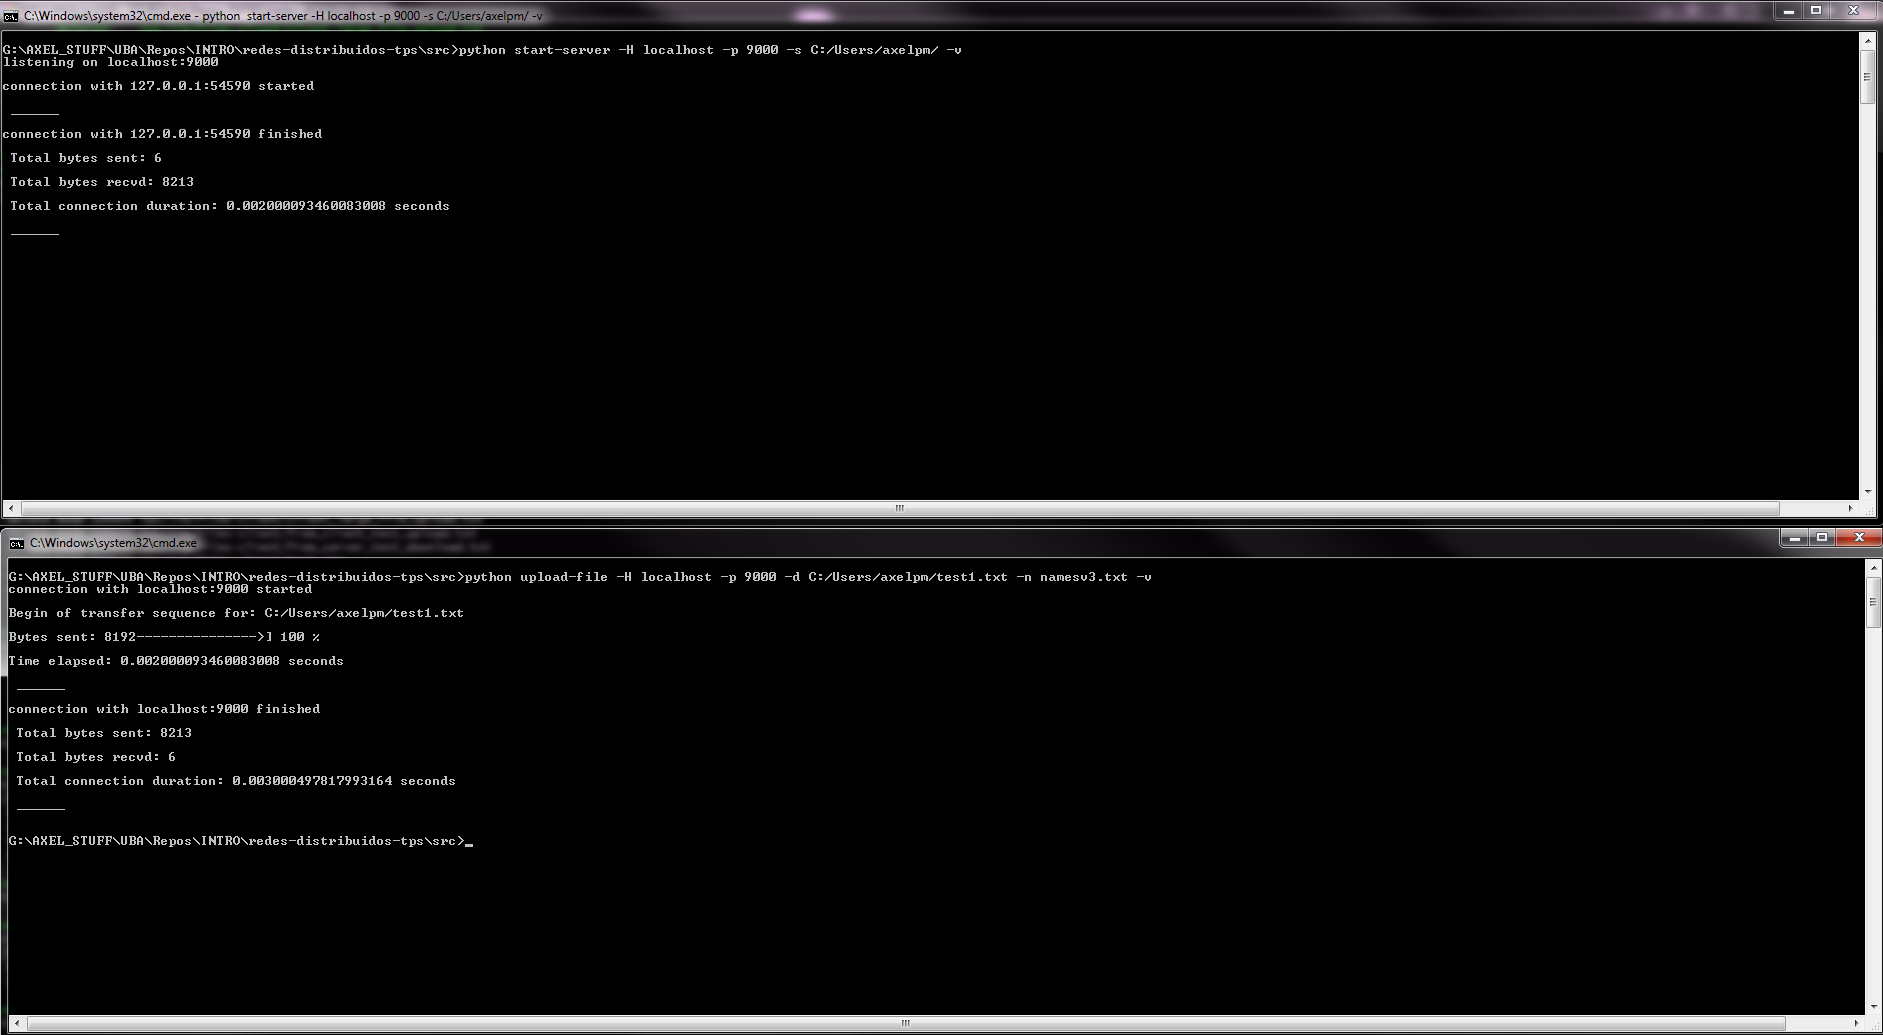 C:\Windows\system32\cmd.exe - python  start-server -H localhost -p 9000 -s C:/Users/axelpm/ -v
G:\AXEL_STUFF\UBA\Repos\INTRO\redes-distribuidos-tps\src>python start-server -H localhost -p 9000 -s C:/Users/axelpm/ -v
listening on localhost:9000
connection with 127.0.0.1:54590 started
______
connection with 127.0.0.1:54590 finished
Total bytes sent: 6
Total bytes recvd: 8213
Total connection duration: 0.002000093460083008 seconds
______
C:\Windows\system32\cmd.exe
G:\AXEL_STUFF\UBA\Repos\INTRO\redes-distribuidos-tps\src>python upload-file -H localhost -p 9000 -d C:/Users/axelpm/test1.txt -n namesv3.txt -v
connection with localhost:9000 started
Begin of transfer sequence for: C:/Users/axelpm/test1.txt
Bytes sent: 8192--------------->] 100 %
Time elapsed: 0.002000093460083008 seconds
______
connection with localhost:9000 finished
Total bytes sent: 8213
Total bytes recvd: 6
Total connection duration: 0.003000497817993164 seconds
______
G:\AXEL_STUFF\UBA\Repos\INTRO\redes-distribuidos-tps\src>_